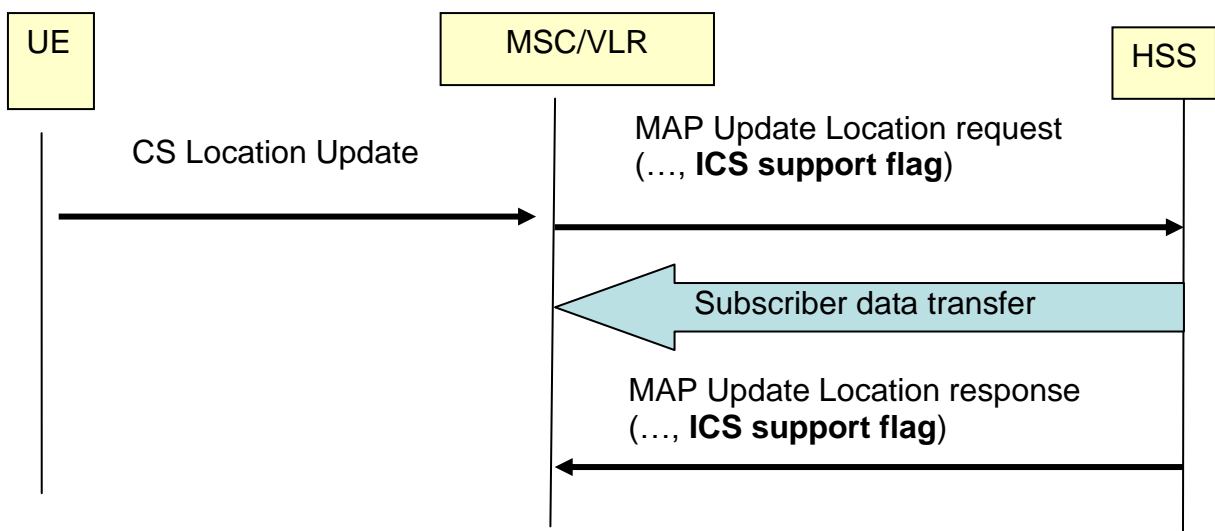 UE
MSC/VLR
HSS
CS Location Update
MAP Update Location request
(…, ICS support flag)
Subscriber data transfer
MAP Update Location response
(…, ICS support flag)